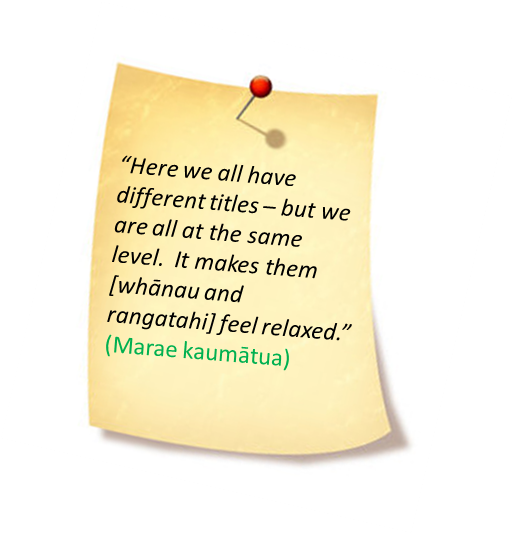 “Here we all have
different titles – but we
are all at the same
level.  It makes them
[whānau and
rangatahi] feel relaxed.”
(Marae kaumātua)